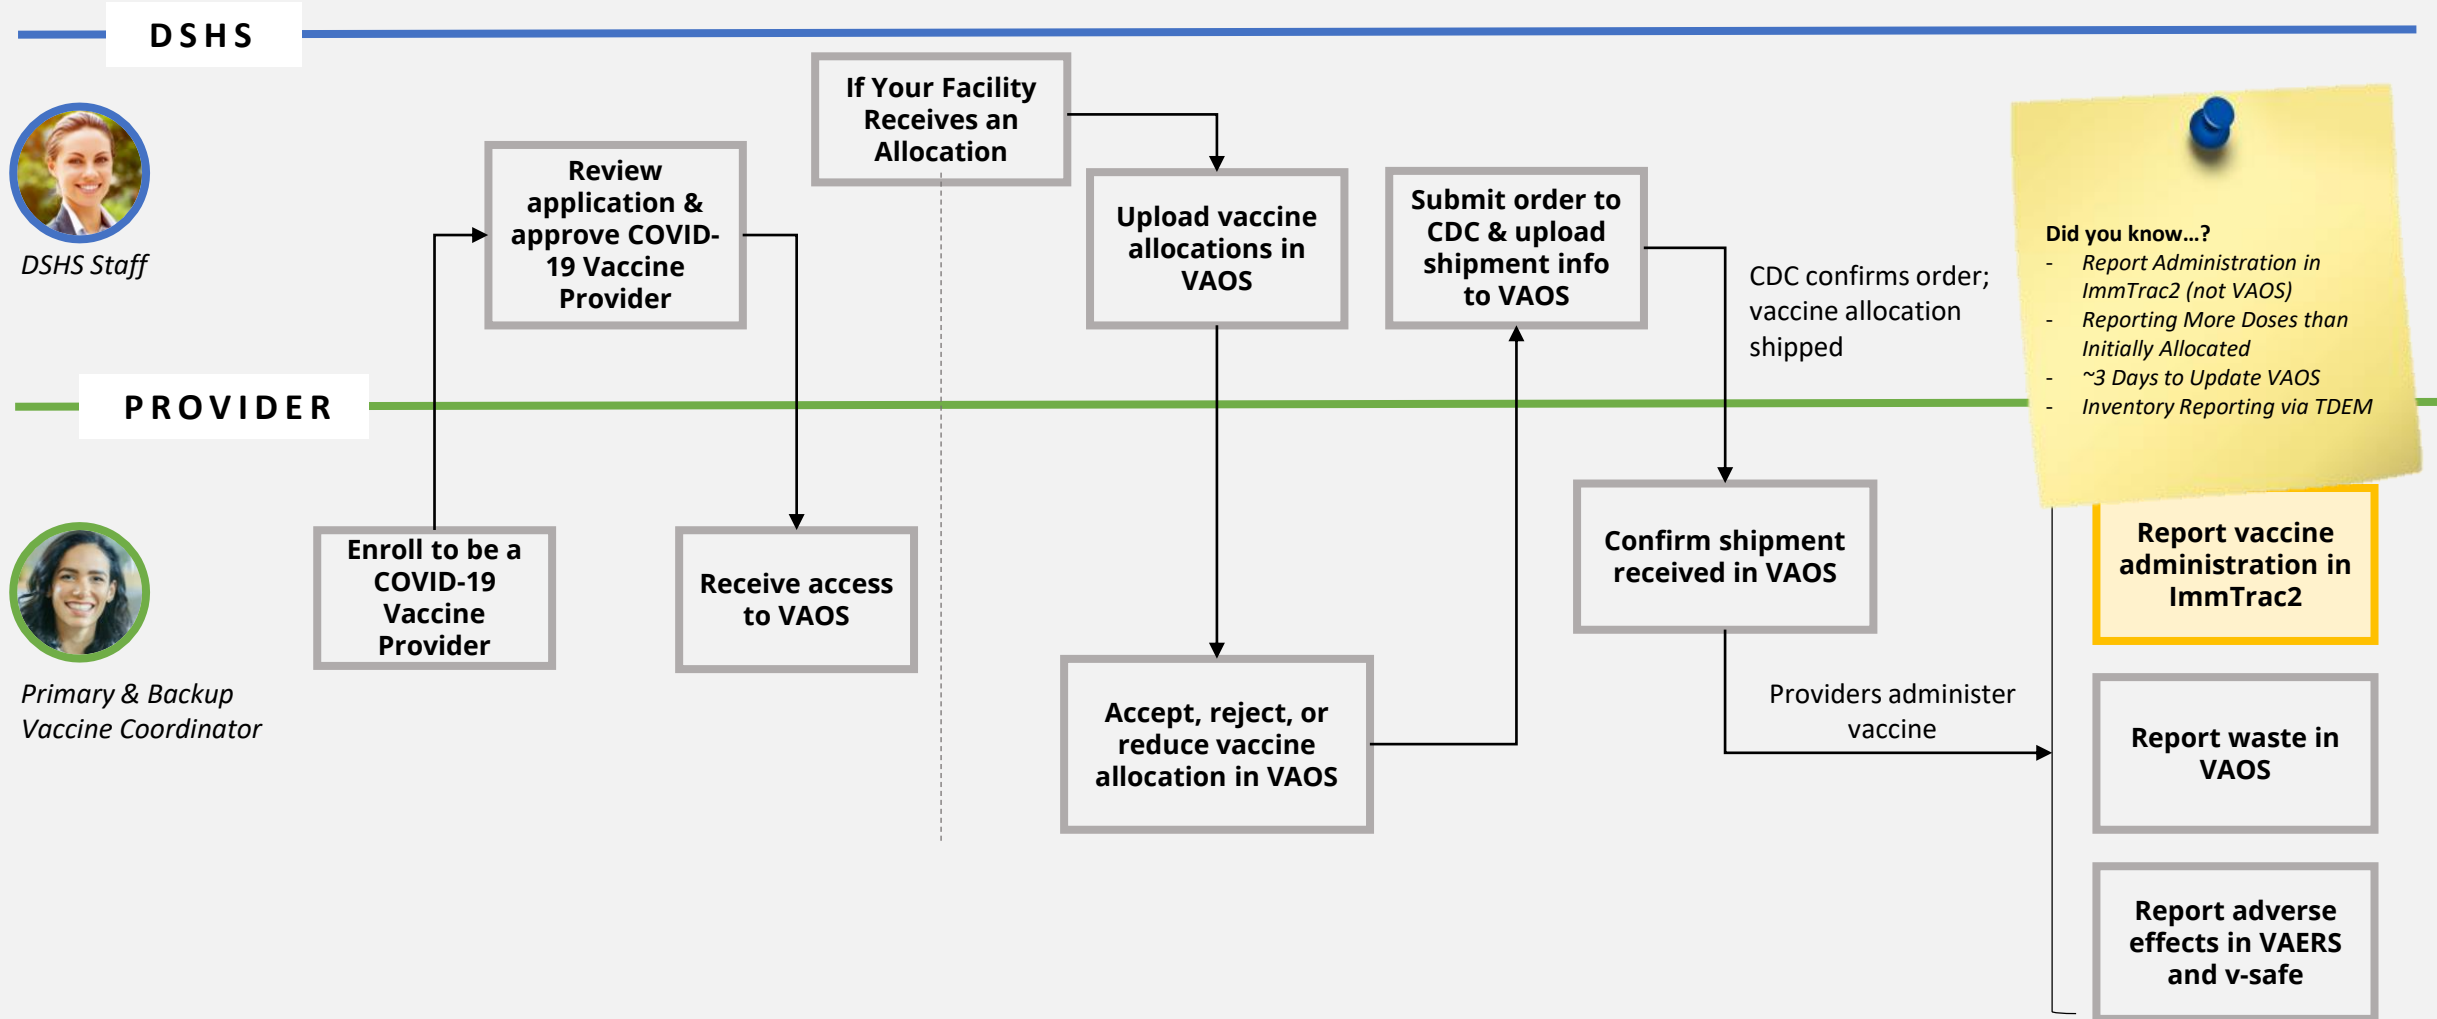 DSHS
DSHS Staff
Review
application &
approve COVID-
19 Vaccine
Provider
If Your Facility
Receives an
Allocation
Upload vaccine
allocations in
VAOS
Submit order to
CDC & upload
shipment info
to VAOS
CDC confirms order;
vaccine allocation
shipped
Did you know...?
- Report Administration in
ImmTrac2 (not VAOS)
- Reporting More Doses than
Initially Allocated
- ~3 Days to Update VAOS
- Inventory Reporting via TDEM
PROVIDER
Primary & Backup
Vaccine Coordinator
Enroll to be a
COVID-19
Vaccine
Provider
Receive access
to VAOS
Accept, reject, or
reduce vaccine
allocation in VAOS
Confirm shipment
received in VAOS
Providers administer
vaccine
Report vaccine
administration in
ImmTrac2
Report waste in
VAOS
Report adverse
effects in VAERS
and v-safe